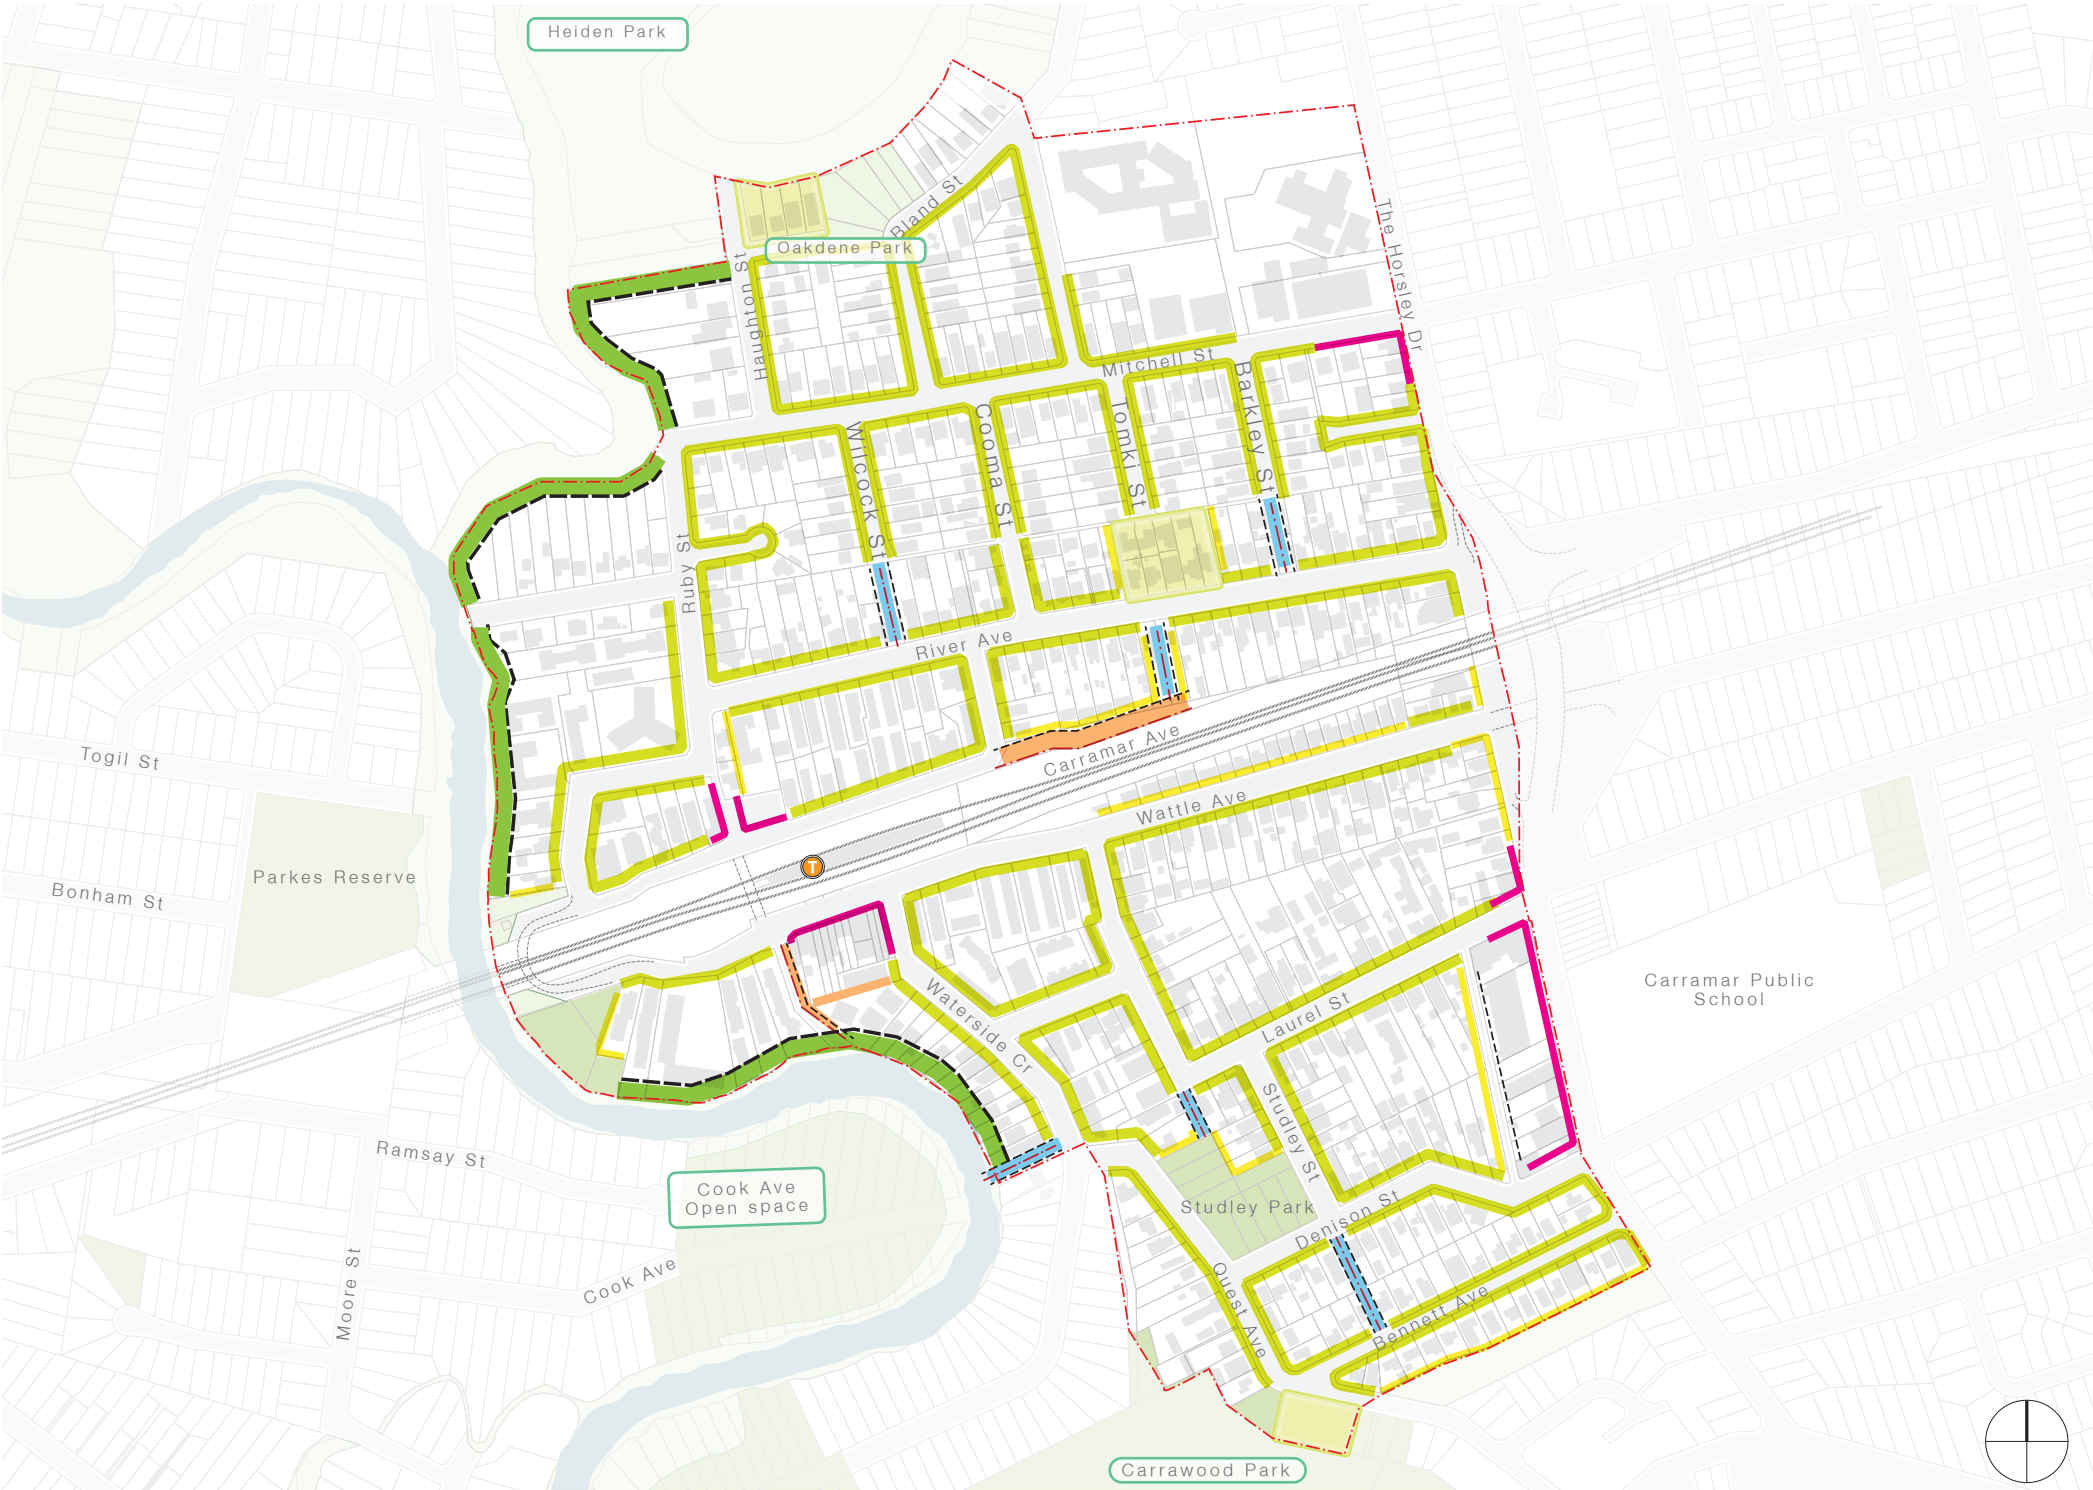 Heiden Park
Bland St
Oakdene Park
The Horsley Dr
Haughton St
Mitchell St
Barkley St
Tomki St
Cooma St
Wilcock St
Ruby St
River Ave
Carramar Ave
Togil St
Wattle Ave
T
Parkes Reserve
Bonham St
Carramar Public
School
Waterside Cr
Laurel St
Studley St
Ramsay St
Cook Ave
Open space
Studley Park
Denison St
Cook Ave
Moore St
Quest Ave
Bennett Ave
Carrawood Park